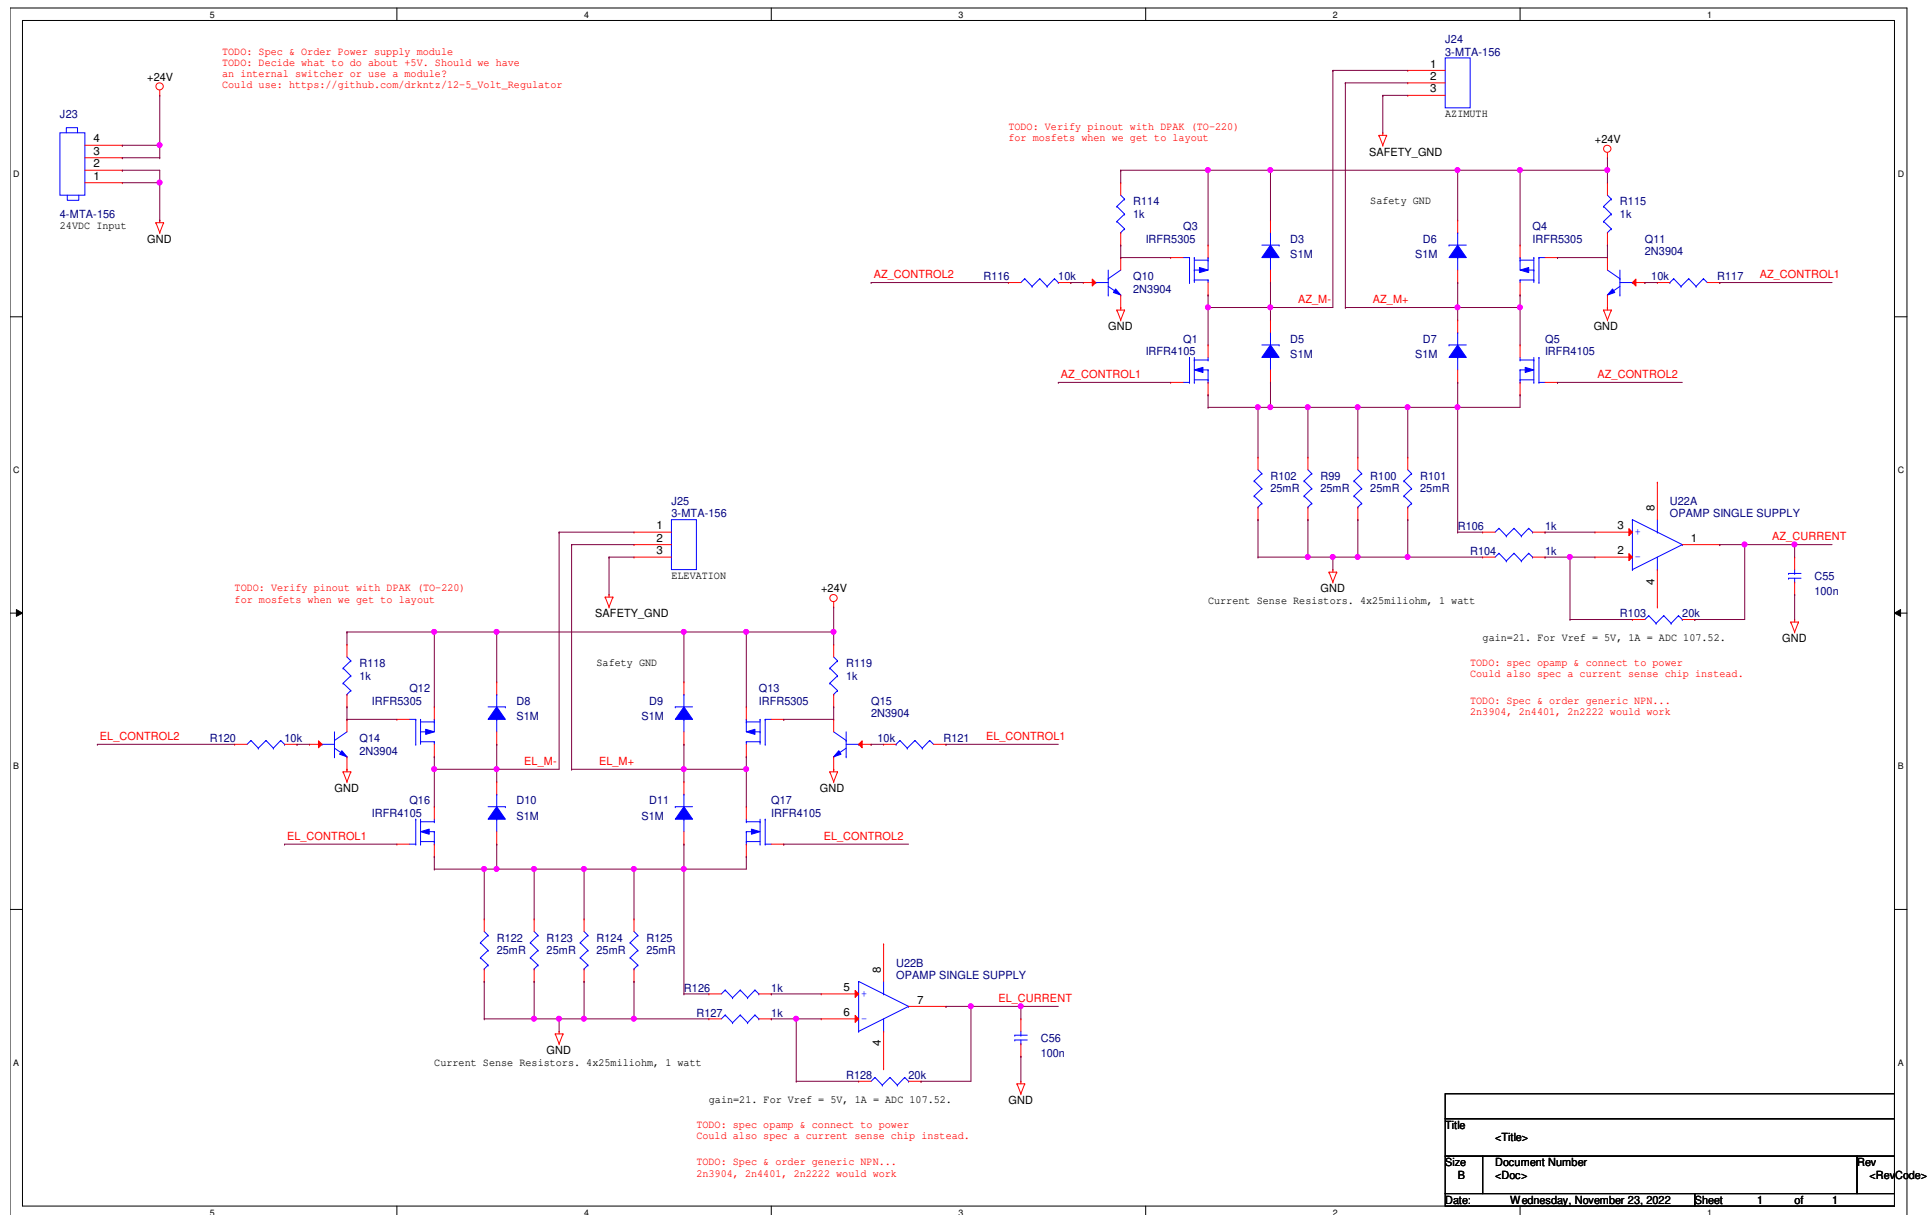 5 4 3 2 1
TODO: Spec & Order Power supply module
TODO: Decide what to do about +5V. Should we have
an internal switcher or use a module?
Could use: https://github.com/drkntz/12-5_Volt_Regulator
+24V
J23
4
3
2
1
4-MTA-156
24VDC Input
GND
J24
3-MTA-156
1
2
3
AZIMUTH
SAFETY_GND
TODO: Verify pinout with DPAK (TO-220)
for mosfets when we get to layout
+24V
D
D
Safety GND
R114
1k
R115
1k
Q3
IRFR5305
D3
S1M
D6
S1M
Q4
IRFR5305
Q11
2N3904
AZ_CONTROL2
R116
10k
Q10
2N3904
10k
R117
AZ_CONTROL1
GND
AZ_M-
AZ_M+
GND
Q1
IRFR4105
D5
S1M
D7
S1M
Q5
IRFR4105
AZ_CONTROL1
AZ_CONTROL2
C
C
R102
25mR
R99
25mR
R100
25mR
R101
25mR
U22A
OPAMP SINGLE SUPPLY
R106
1k
3
+
8
1
AZ_CURRENT
R104
1k
2
-
4
GND
C55
100n
Current Sense Resistors. 4x25miliohm, 1 watt
R103
20k
GND
gain=21. For Vref = 5V, 1A = ADC 107.52.
TODO: spec opamp & connect to power
Could also spec a current sense chip instead.
TODO: Spec & order generic NPN...
2n3904, 2n4401, 2n2222 would work
J25
3-MTA-156
1
2
3
ELEVATION
SAFETY_GND
TODO: Verify pinout with DPAK (TO-220)
for mosfets when we get to layout
+24V
Safety GND
R118
1k
R119
1k
Q12
IRFR5305
D8
S1M
D9
S1M
Q13
IRFR5305
Q15
2N3904
EL_CONTROL2
R120
10k
Q14
2N3904
10k
R121
EL_CONTROL1
B
B
GND
EL_M-
EL_M+
GND
Q16
IRFR4105
D10
S1M
D11
S1M
Q17
IRFR4105
EL_CONTROL1
EL_CONTROL2
R122
25mR
R123
25mR
R124
25mR
R125
25mR
U22B
OPAMP SINGLE SUPPLY
R126
1k
5
+
8
7
EL_CURRENT
R127
1k
6
-
4
GND
C56
100n
Current Sense Resistors. 4x25miliohm, 1 watt
R128
20k
GND
gain=21. For Vref = 5V, 1A = ADC 107.52.
TODO: spec opamp & connect to power
Could also spec a current sense chip instead.
TODO: Spec & order generic NPN...
2n3904, 2n4401, 2n2222 would work
A
A
Title
<Title>
Size
B
Document Number
<Doc>
Rev
<RevCode>
Date: Wednesday, November 23, 2022 Sheet 1 of 1
5 4 3 2 1